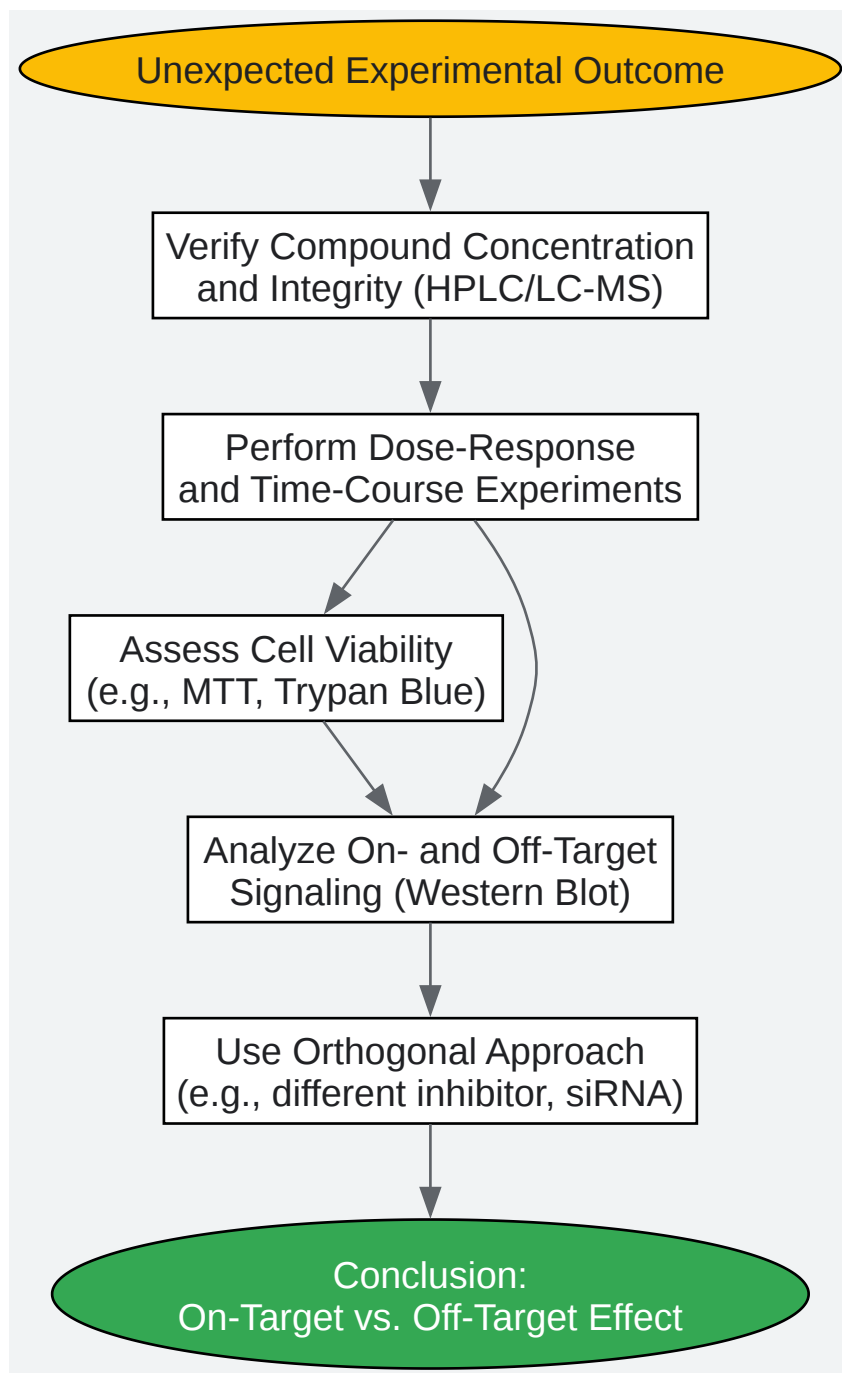 Unexpected Experimental Outcome
Verify Compound Concentration
and Integrity (HPLC/LC-MS)
Perform Dose-Response
and Time-Course Experiments
Assess Cell Viability
(e.g., MTT, Trypan Blue)
Analyze On- and Off-Target
Signaling (Western Blot)
Use Orthogonal Approach
(e.g., different inhibitor, siRNA)
Conclusion:
On-Target vs. Off-Target Effect